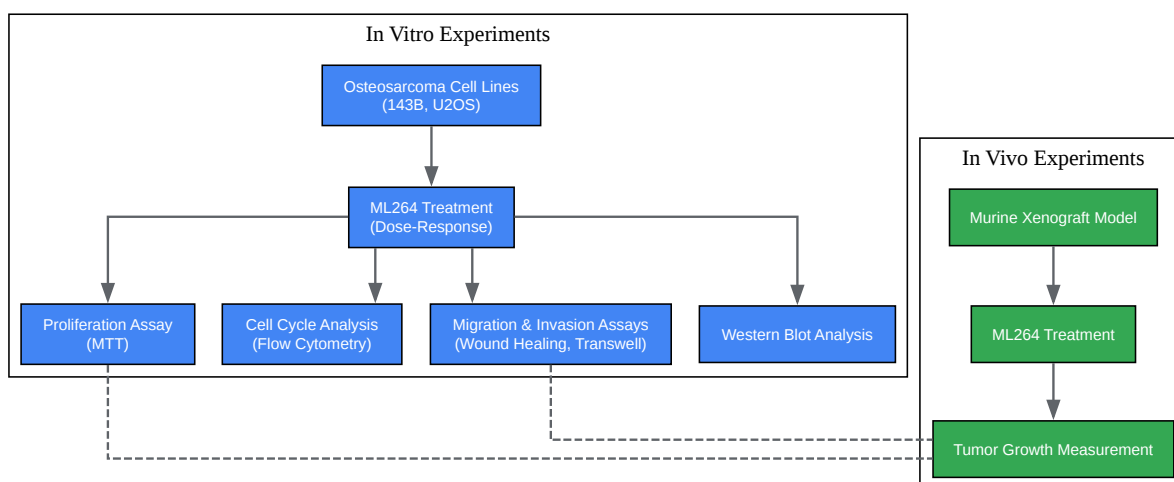 In Vitro Experiments
Osteosarcoma Cell Lines
(143B, U2OS)
ML264 Treatment
(Dose-Response)
Proliferation Assay
(MTT)
Cell Cycle Analysis
(Flow Cytometry)
Migration & Invasion Assays
(Wound Healing, Transwell)
Western Blot Analysis
In Vivo Experiments
Murine Xenograft Model
ML264 Treatment
Tumor Growth Measurement